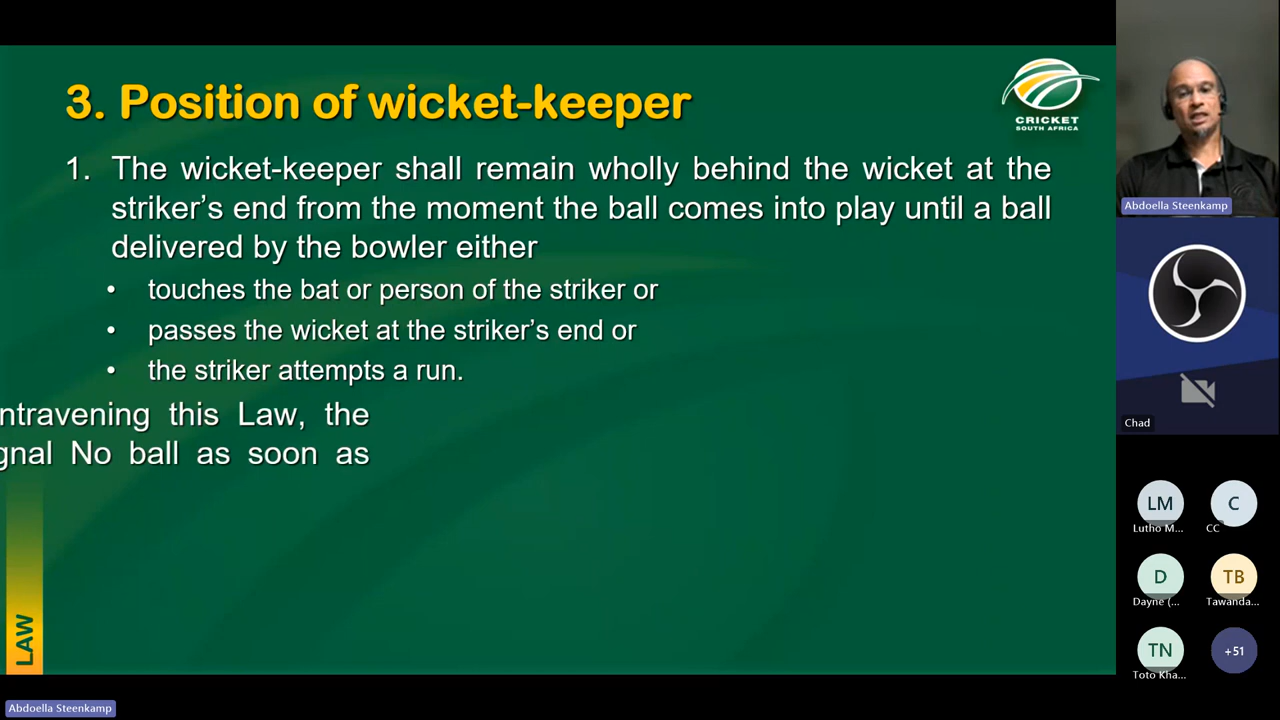 3. Position of wicket-keeper
CRICKET
SOUTH AFRICA
1. The wicket-keeper shall remain wholly behind the wicket at the
striker's end from the moment the ball comes into play until a ball
delivered by the bowler either
• touches the bat or person of the striker or
• passes the wicket at the striker's end or
• the striker attempts a run.
ntravening this Law, the
gnal No ball as soon as
LAW
Abdoella Steenkamp
Abdoella Steenkamp
Chad
LM
Lutho M...
C
CC
D
Dayne (...
TB
Tawanda...
TN
Toto Kha...
+51